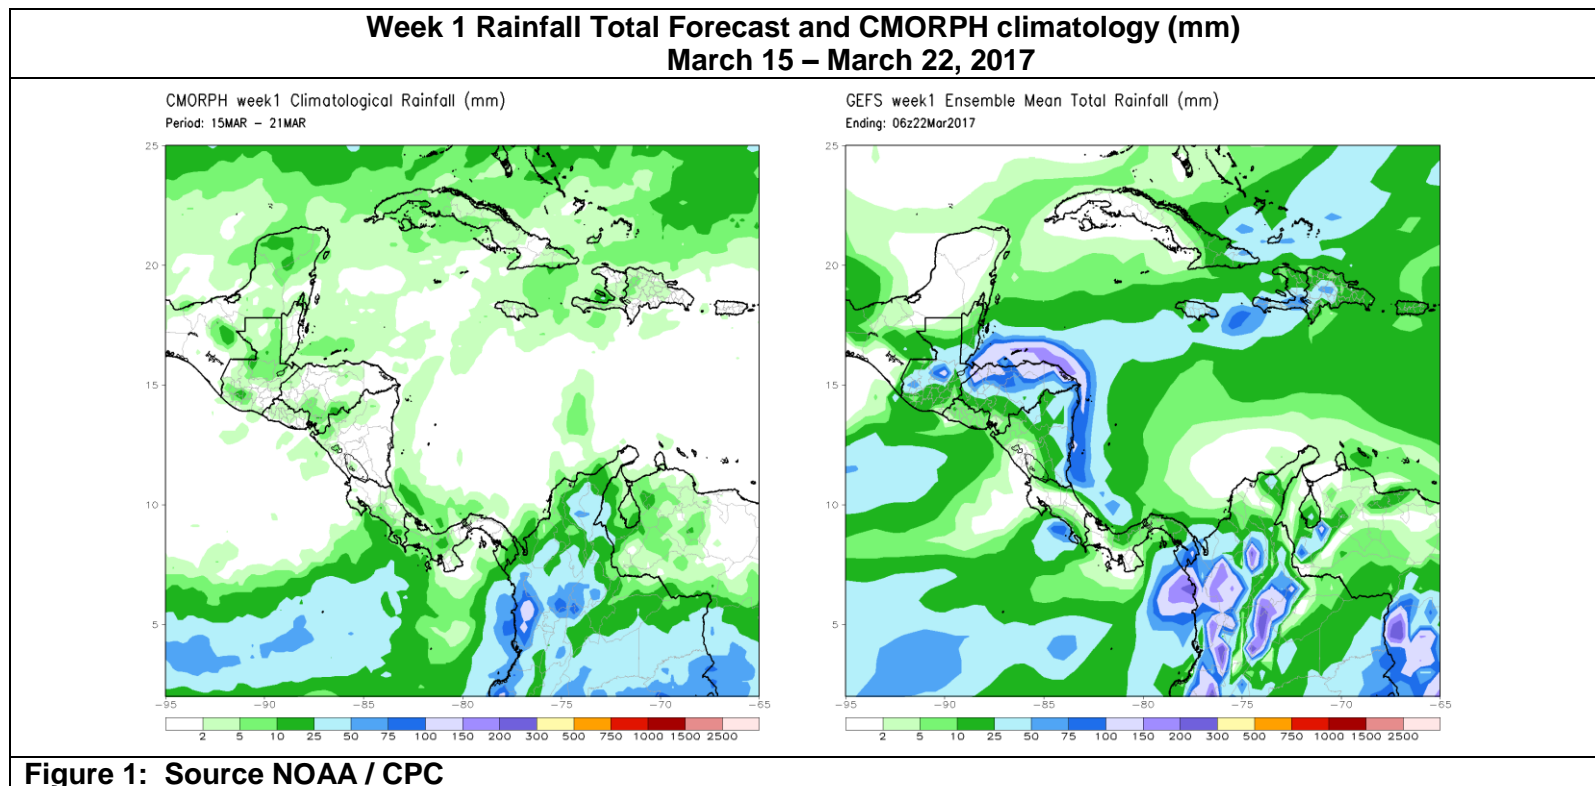 Week 1 Rainfall Total Forecast and CMORPH climatology (mm)
March 15 – March 22, 2017
CMORPH week1 Climatological Rainfall (mm)
Period: 15MAR – 21MAR
25
20
15
10
5
−95 −90 −85 −80 −75 −70 −65
2 5 10 25 50 75 100 150 200 300 500 750 1000 1500 2500
GEFS week1 Ensemble Mean Total Rainfall (mm)
Ending: 06z22Mar2017
25
20
15
10
5
−95 −90 −85 −80 −75 −70 −65
2 5 10 25 50 75 100 150 200 300 500 750 1000 1500 2500
Figure 1: Source NOAA / CPC